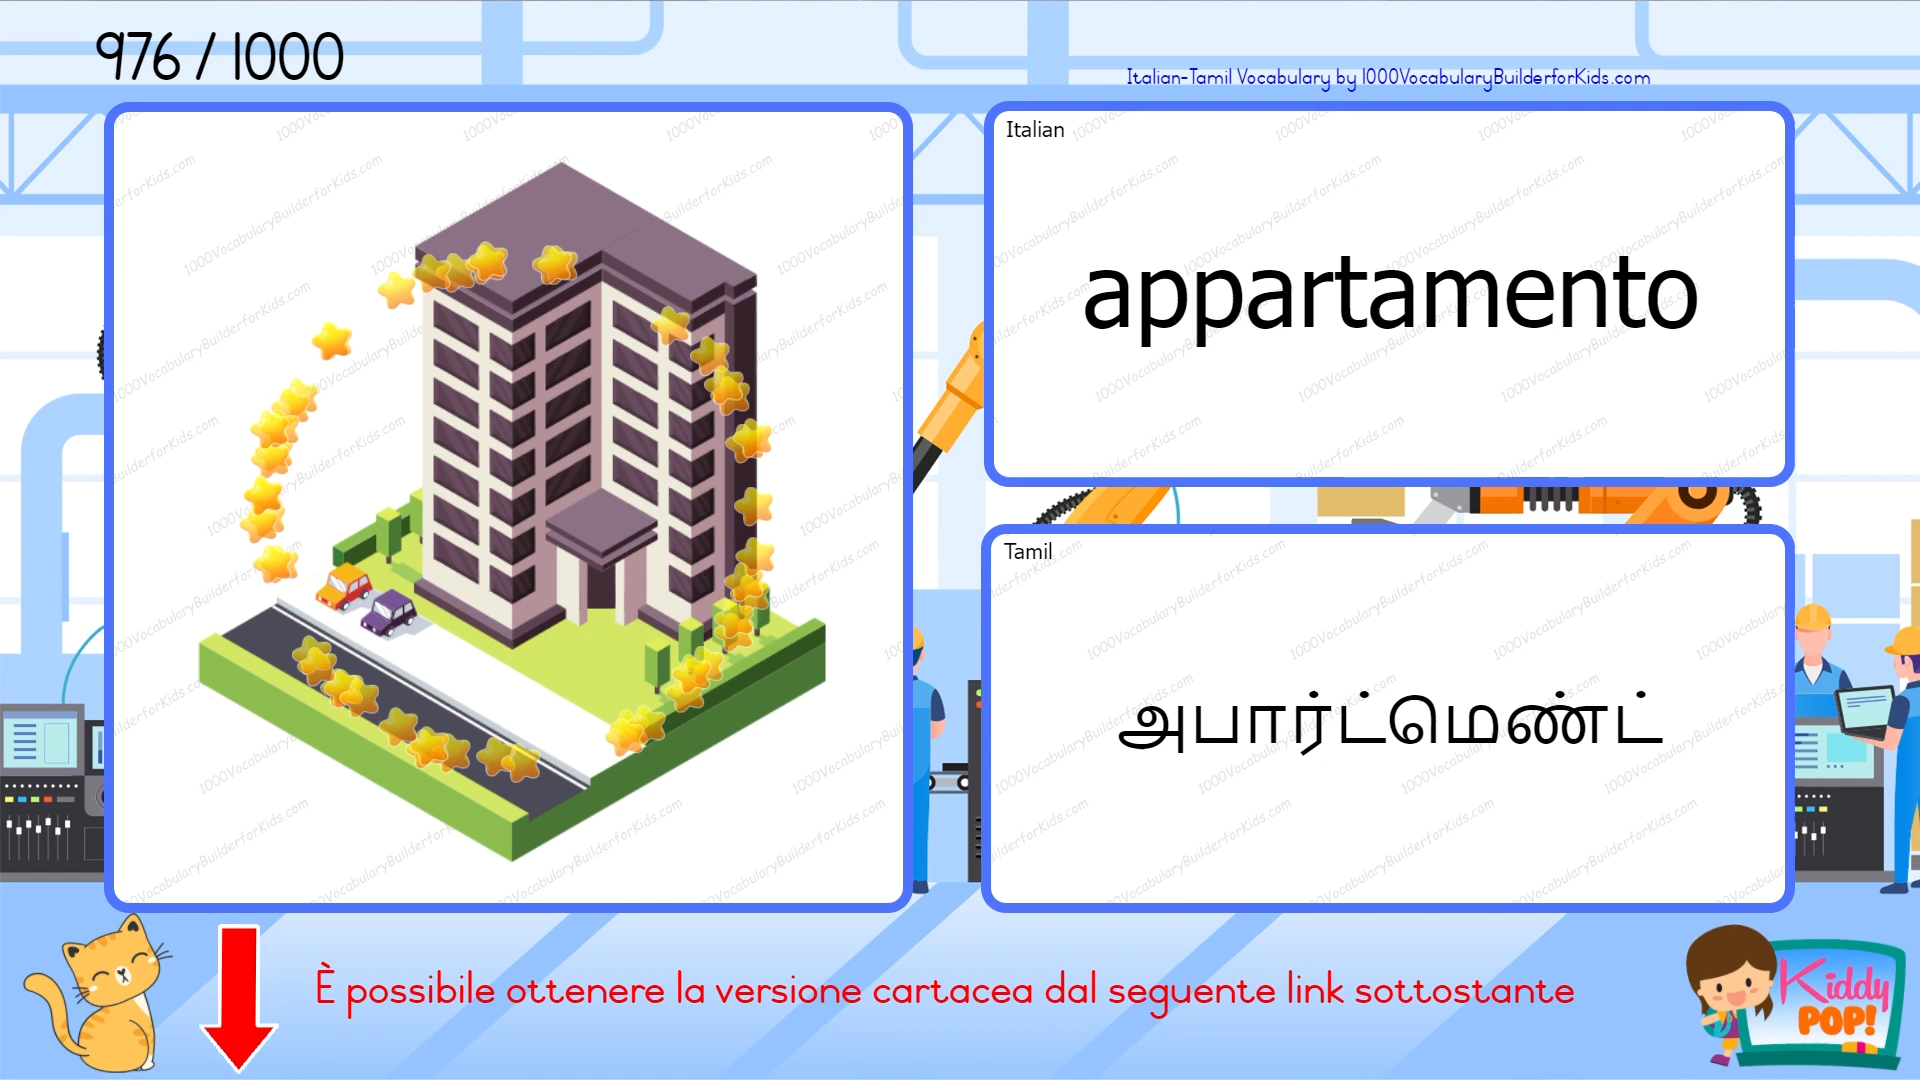 976 / 1000
Italian-Tamil Vocabulary by 1000VocabularyBuilderforKids.com
Italian
appartamento
Tamil
அபார்ட்மெண்ட்
È possibile ottenere la versione cartacea dal seguente link sottostante
Kiddy
POP!